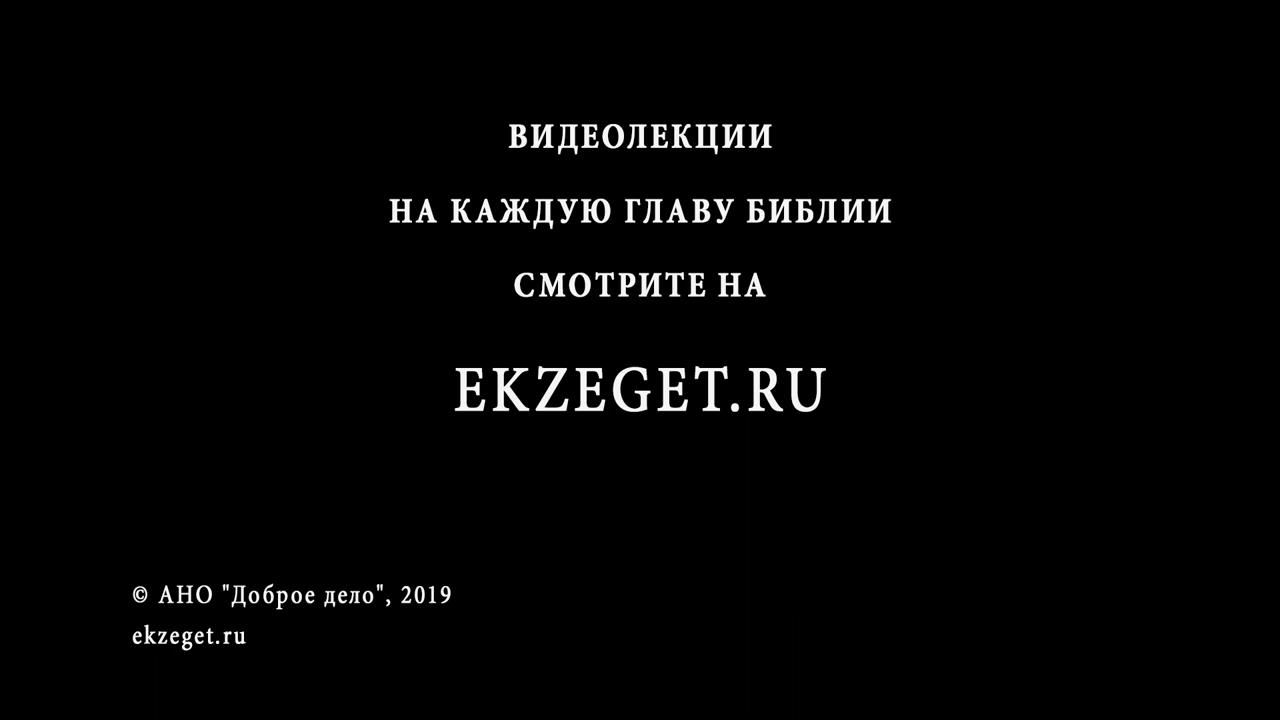 ВИДЕОЛЕКЦИИ
НА КАЖДУЮ ГЛАВУ БИБЛИИ
СМОТРИТЕ НА
EKZEGET.RU
© АНО "Доброе дело", 2019
ekzeget.ru